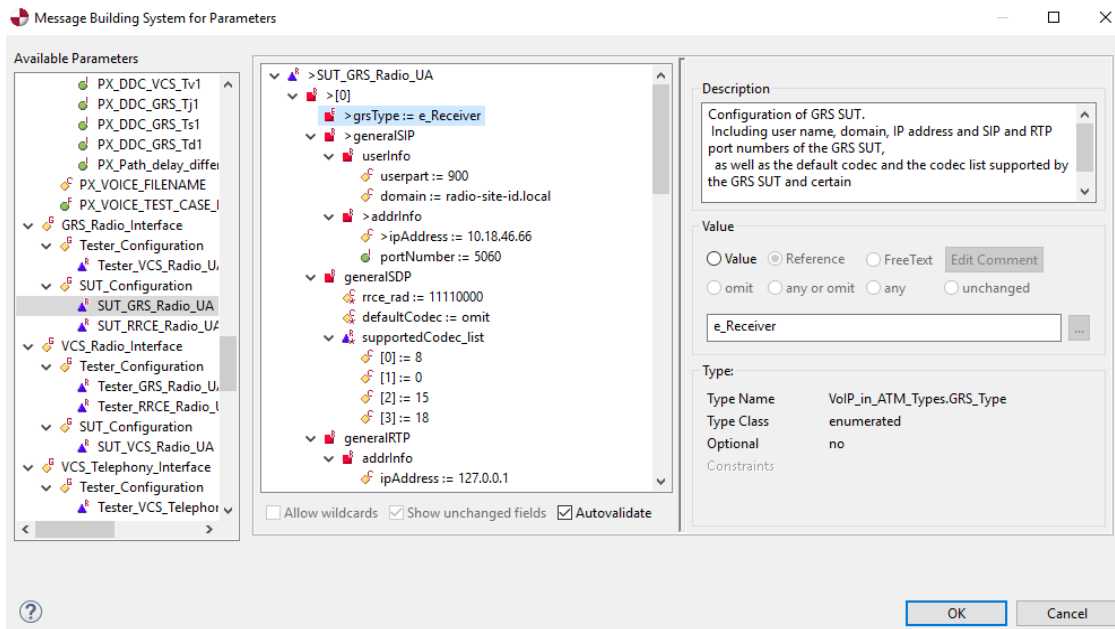 Message Building System for Parameters
Available Parameters
PX_DDC_VCS_Tv1
PX_DDC_GRS_Tj1
PX_DDC_GRS_Ts1
PX_DDC_GRS_Td1
PX_Path_delay_differ
PX_VOICE_FILENAME
PX_VOICE_TEST_CASE_I
GRS_Radio_Interface
Tester_Configuration
Tester_VCS_Radio_U
SUT_Configuration
SUT_GRS_Radio_UA
SUT_RRCE_Radio_UA
VCS_Radio_Interface
Tester_Configuration
Tester_GRS_Radio_U
Tester_RRCE_Radio_U
SUT_Configuration
SUT_VCS_Radio_UA
VCS_Telephony_Interface
Tester_Configuration
Tester_VCS_Telephor
>SUT_GRS_Radio_UA
>[0]
>grsType := e_Receiver
>generalSIP
userInfo
userpart := 900
domain := radio-site-id.local
>addrInfo
>ipAddress := 10.18.46.66
portNumber := 5060
generalSDP
rrce_rad := 11110000
defaultCodec := omit
supportedCodec_list
[0] := 8
[1] := 0
[2] := 15
[3] := 18
generalRTP
addrInfo
ipAddress := 127.0.0.1
Allow wildcards Show unchanged fields Autovalidate
Description
Configuration of GRS SUT.
Including user name, domain, IP address and SIP and RTP
port numbers of the GRS SUT,
as well as the default codec and the codec list supported by
the GRS SUT and certain
Value
Value Reference FreeText Edit Comment
omit any or omit any unchanged
e_Receiver ...
Type:
Type Name VoIP_in_ATM_Types.GRS_Type
Type Class enumerated
Optional no
Constraints
OK Cancel